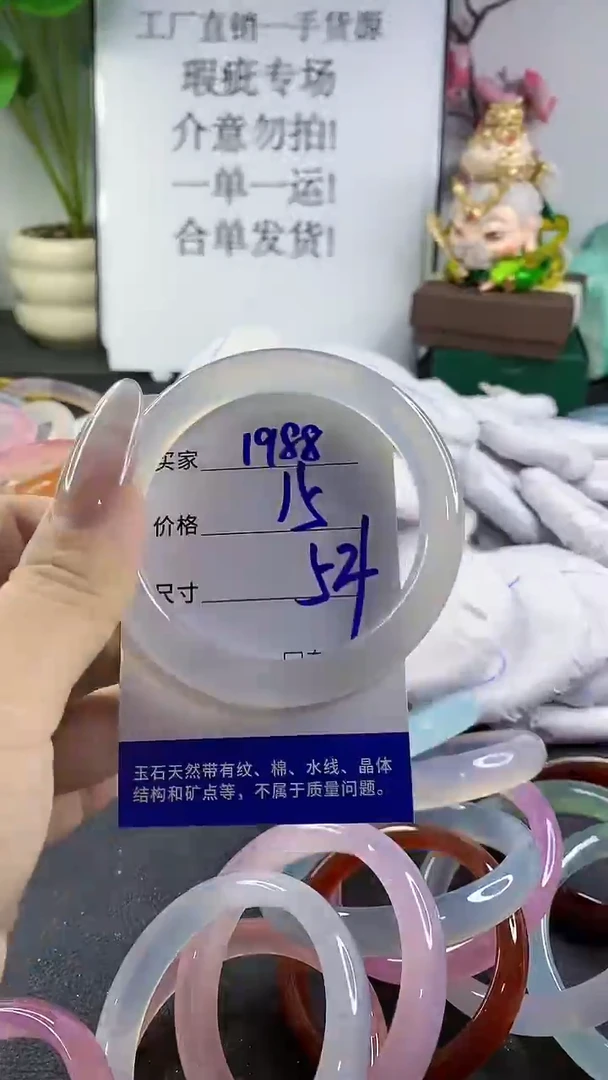 工厂直销一手货源
瑕疵专场
介意勿拍!
一单一运!
合单发货!
买家 1988
价格 15
尺寸 54
玉石天然带有纹、棉、水线、晶体
结构和矿点等，不属于质量问题。